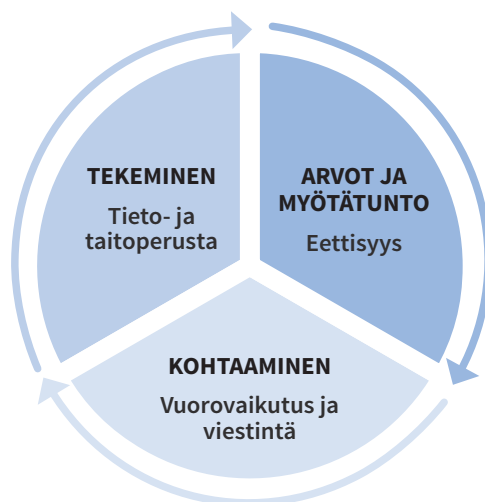 TEKEMINEN
Tieto- ja
taitoperusta
ARVOT JA
MYÖTÄTUNTO
Eettisyys
KOHTAAMINEN
Vuorovaikutus ja
viestintä